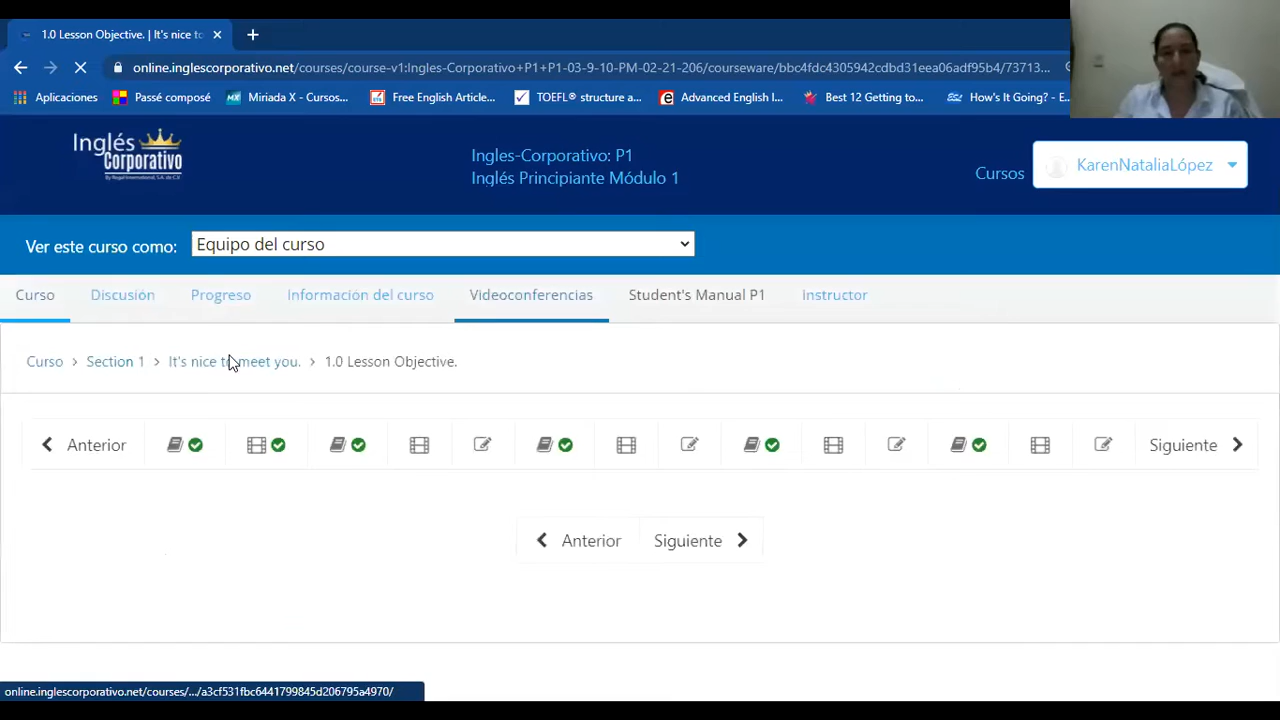 1.0 Lesson Objective. | It's nice to
online.inglescorporativo.net/courses/course-v1:Ingles-Corporativo+P1+P1-03-9-10-PM-02-21-206/courseware/bbc4fdc4305942cdbd31eea06adf95b4/73713...
Aplicaciones Passé composé Miriada X - Cursos... Free English Article... TOEFL® structure a... Advanced English I... Best 12 Getting to... How's It Going? - E...
Inglés
Corporativo
Ingles-Corporativo: P1
Inglés Principiante Módulo 1
Cursos KarenNataliaLópez
Ver este curso como: Equipo del curso
Curso Discusión Progreso Información del curso Videoconferencias Student's Manual P1 Instructor
Curso > Section 1 > It's nice to meet you. > 1.0 Lesson Objective.
Anterior Siguiente
Anterior Siguiente
online.inglescorporativo.net/courses/.../a3cf531fbc6441799845d206795a4970/